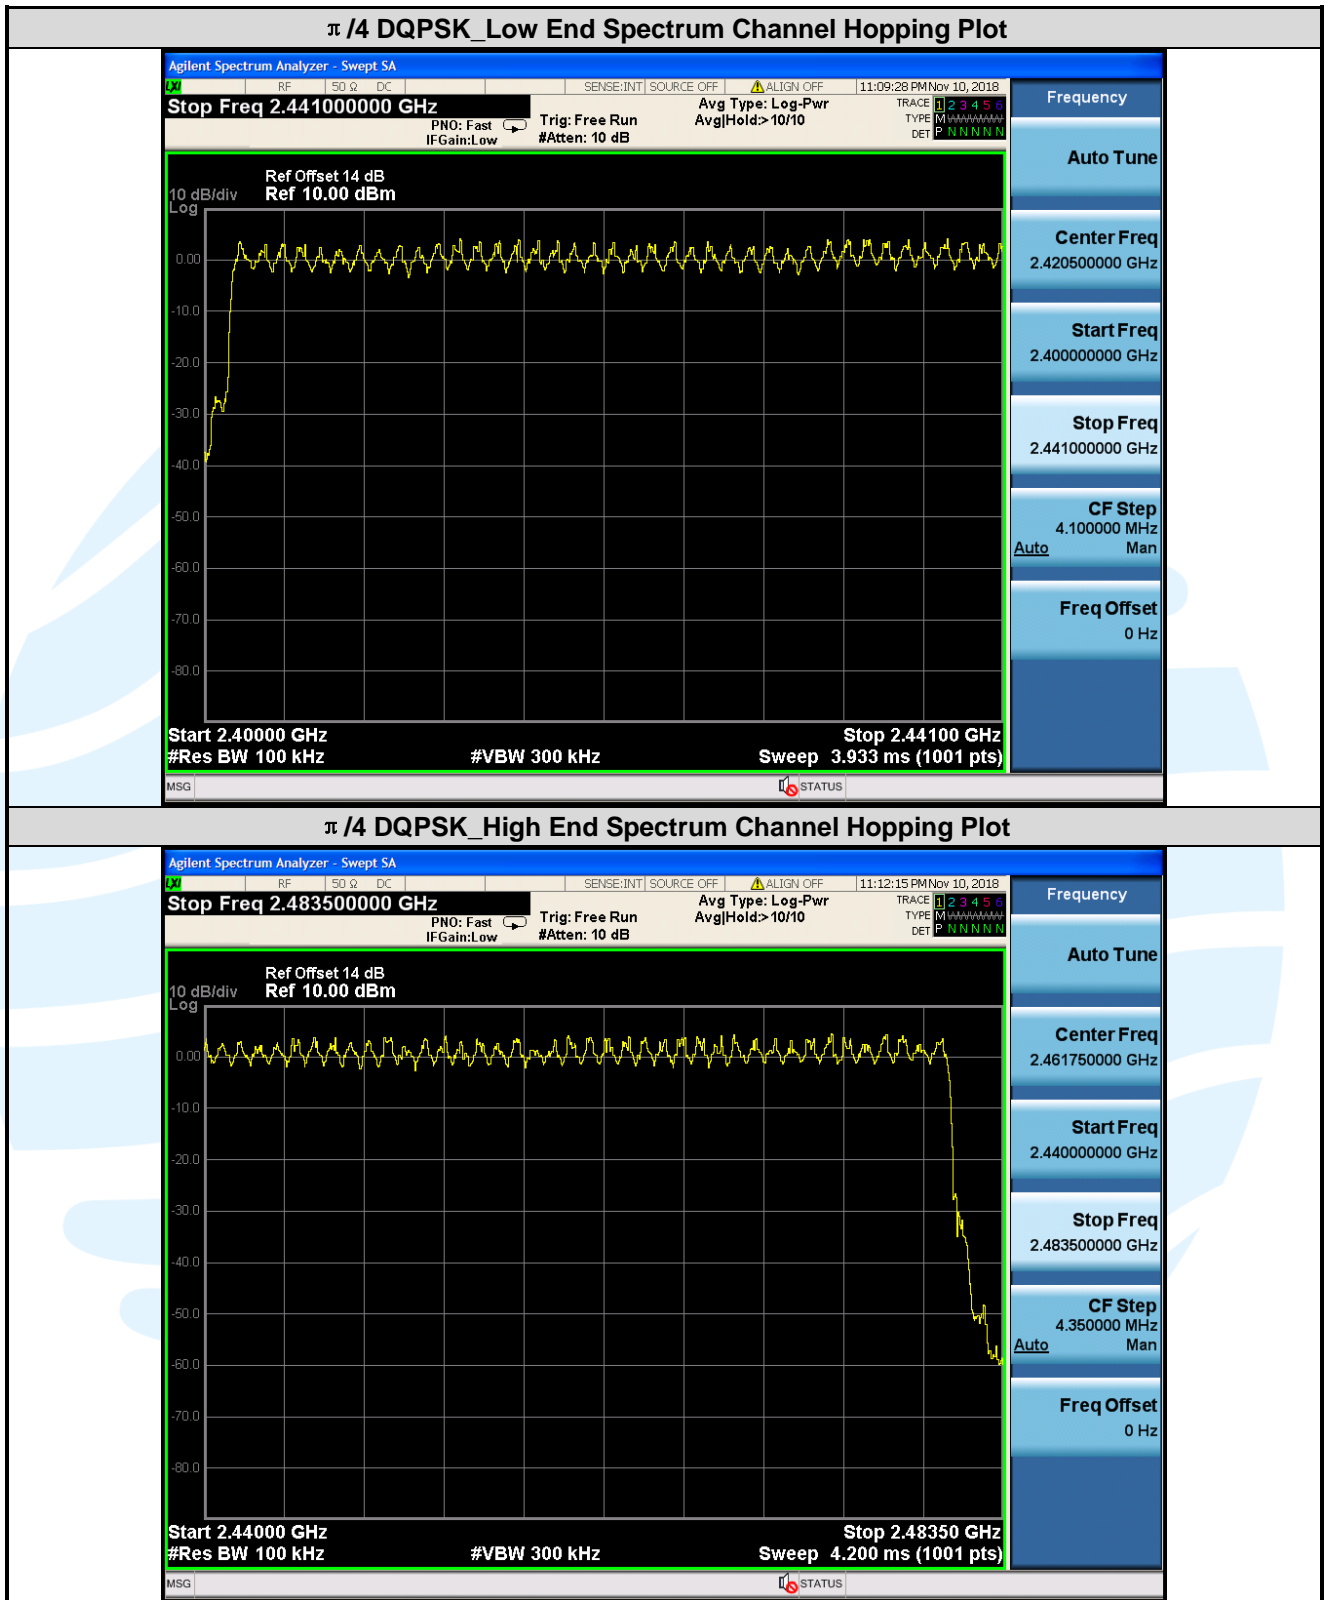 π/4 DQPSK_Low End Spectrum Channel Hopping Plot
Agilent Spectrum Analyzer - Swept SA
LXI RF 50 Ω DC SENSE:INT SOURCE OFF ALIGN OFF 11:09:28 PM Nov 10, 2018
Stop Freq 2.441000000 GHz
PNO: Fast
IFGain:Low
Trig: Free Run
#Atten: 10 dB
Avg Type: Log-Pwr
Avg|Hold:>10/10
TRACE 1 2 3 4 5 6
TYPE M WWWWW
DET P N N N N N
Ref Offset 14 dB
10 dB/div Ref 10.00 dBm
Log
0.00
-10.0
-20.0
-30.0
-40.0
-50.0
-60.0
-70.0
-80.0
Start 2.40000 GHz Stop 2.44100 GHz
#Res BW 100 kHz #VBW 300 kHz Sweep 3.933 ms (1001 pts)
MSG STATUS
Frequency
Auto Tune
Center Freq
2.420500000 GHz
Start Freq
2.400000000 GHz
Stop Freq
2.441000000 GHz
CF Step
4.100000 MHz
Auto Man
Freq Offset
0 Hz
π/4 DQPSK_High End Spectrum Channel Hopping Plot
Agilent Spectrum Analyzer - Swept SA
LXI RF 50 Ω DC SENSE:INT SOURCE OFF ALIGN OFF 11:12:15 PM Nov 10, 2018
Stop Freq 2.483500000 GHz
PNO: Fast
IFGain:Low
Trig: Free Run
#Atten: 10 dB
Avg Type: Log-Pwr
Avg|Hold:>10/10
TRACE 1 2 3 4 5 6
TYPE M WWWWW
DET P N N N N N
Ref Offset 14 dB
10 dB/div Ref 10.00 dBm
Log
0.00
-10.0
-20.0
-30.0
-40.0
-50.0
-60.0
-70.0
-80.0
Start 2.44000 GHz Stop 2.48350 GHz
#Res BW 100 kHz #VBW 300 kHz Sweep 4.200 ms (1001 pts)
MSG STATUS
Frequency
Auto Tune
Center Freq
2.461750000 GHz
Start Freq
2.440000000 GHz
Stop Freq
2.483500000 GHz
CF Step
4.350000 MHz
Auto Man
Freq Offset
0 Hz